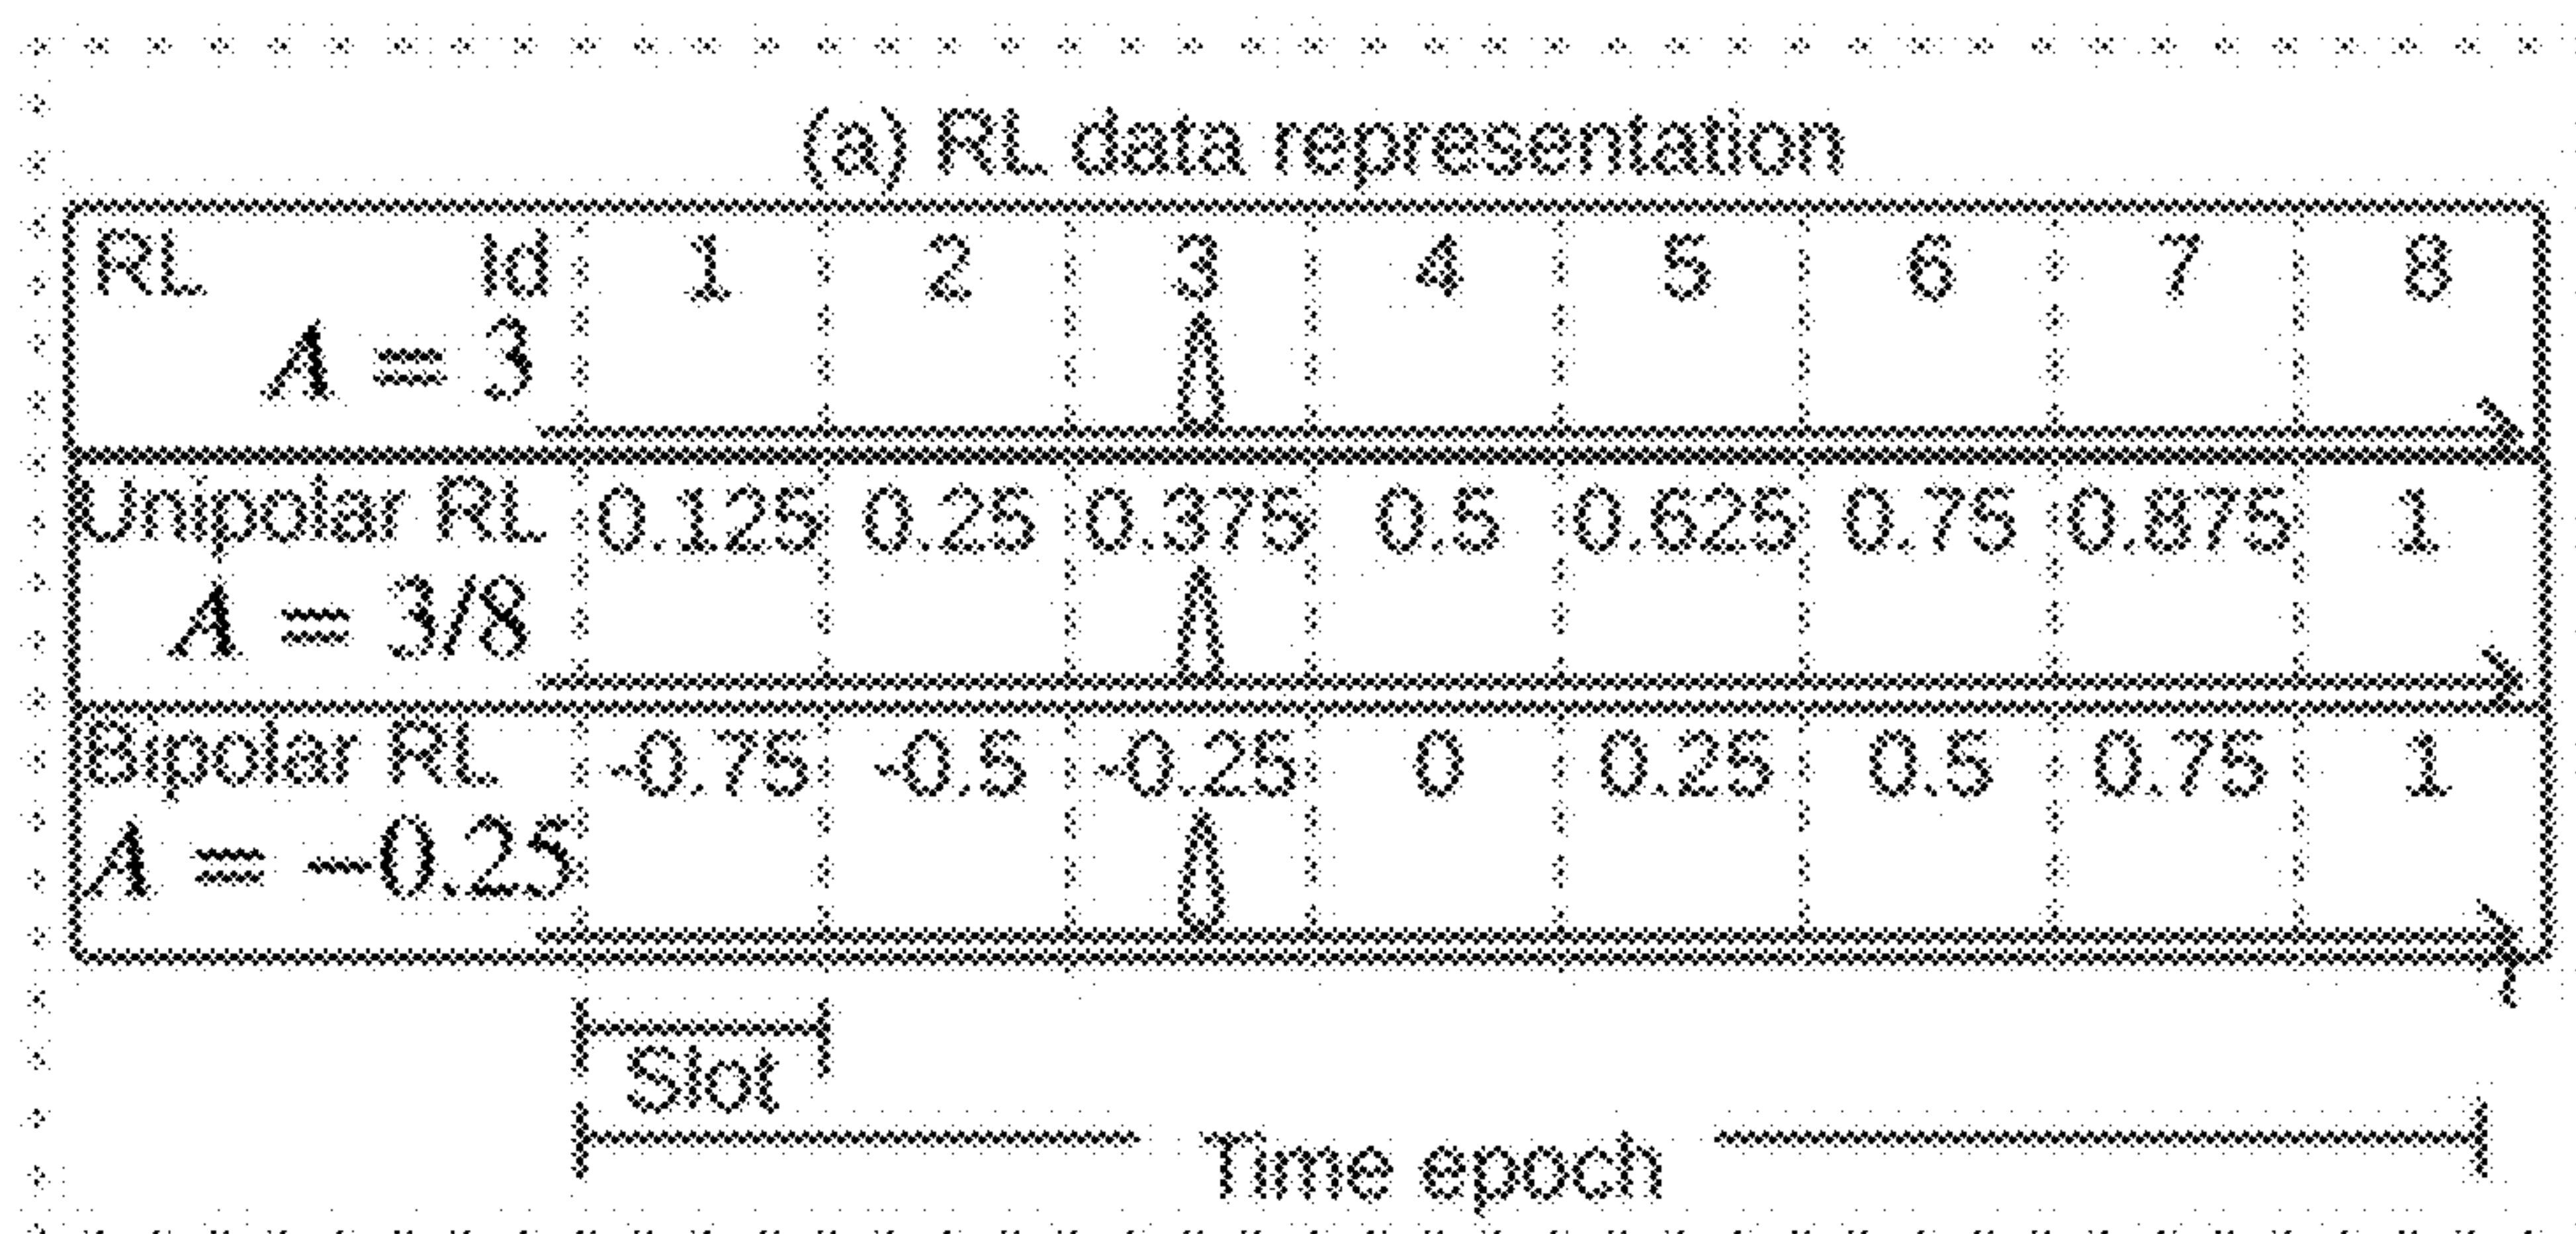 (a) RL data representation
RL Id 1 2 3 4 5 6 7 8
A = 3
Unipolar RL 0.125 0.25 0.375 0.5 0.625 0.75 0.875 1
A = 3/8
Bipolar RL -0.75 -0.5 -0.25 0 0.25 0.5 0.75 1
A = −0.25
Slot
Time epoch